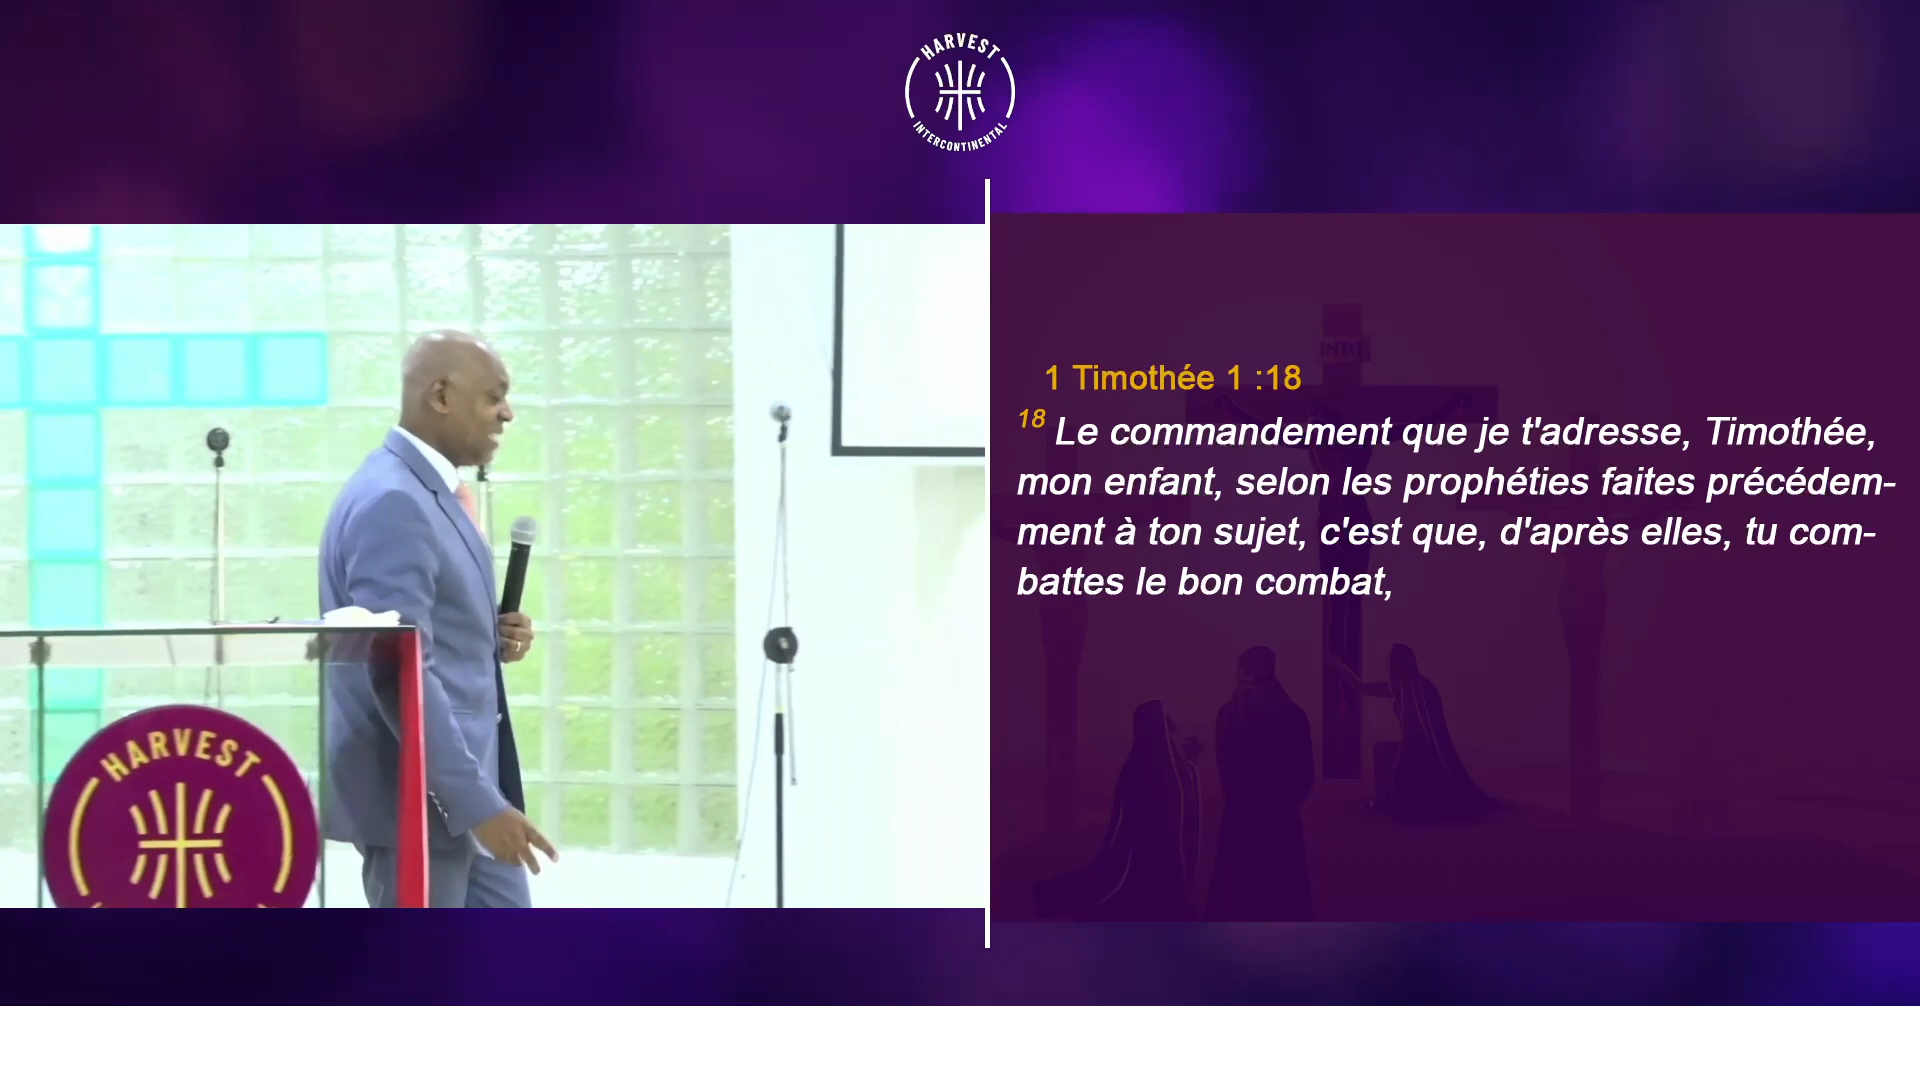 HARVEST
INTERCONTINENTAL
1 Timothée 1 :18
18 Le commandement que je t'adresse, Timothée,
mon enfant, selon les prophéties faites précédem-
ment à ton sujet, c'est que, d'après elles, tu com-
battes le bon combat,
INRI
HARVEST